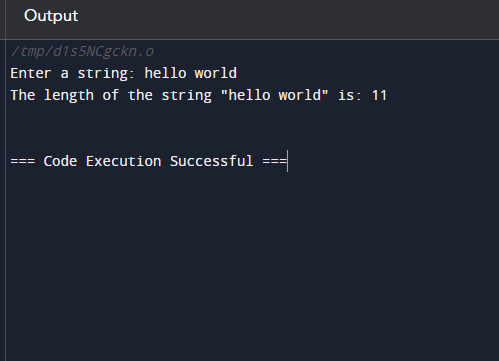 Output
/tmp/d1s5NCgckn.o
Enter a string: hello world
The length of the string "hello world" is: 11
=== Code Execution Successful ===